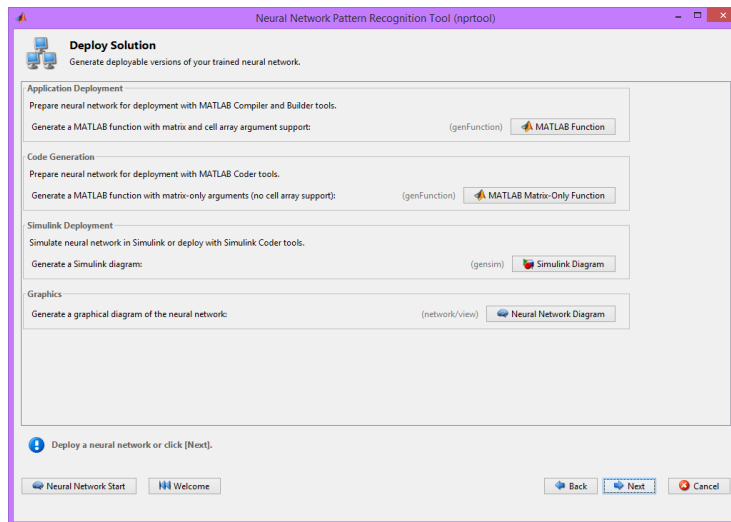 Neural Network Pattern Recognition Tool (nprtool)
Deploy Solution
Generate deployable versions of your trained neural network.
Application Deployment
Prepare neural network for deployment with MATLAB Compiler and Builder tools.
Generate a MATLAB function with matrix and cell array argument support: (genFunction) MATLAB Function
Code Generation
Prepare neural network for deployment with MATLAB Coder tools.
Generate a MATLAB function with matrix-only arguments (no cell array support): (genFunction) MATLAB Matrix-Only Function
Simulink Deployment
Simulate neural network in Simulink or deploy with Simulink Coder tools.
Generate a Simulink diagram: (gensim) Simulink Diagram
Graphics
Generate a graphical diagram of the neural network: (network/view) Neural Network Diagram
Deploy a neural network or click [Next].
Neural Network Start Welcome Back Next Cancel